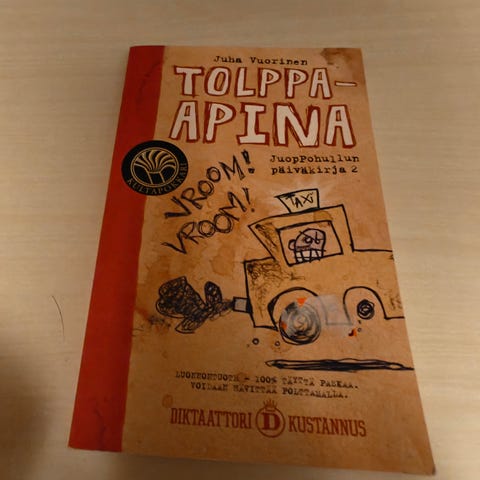 Juha Vuorinen
TOLPPA-
APINA
JuopPohullun
päiväkirja 2
KULTAPOKKARI
VROOM!
VROOM!
TAXi
LUONNONTUOTE - 100% TÄYTTÄ PASKAA.
VOIDAAN HÄVITTÄÄ POLTTAMALLA.
DIKTAATTORI D KUSTANNUS